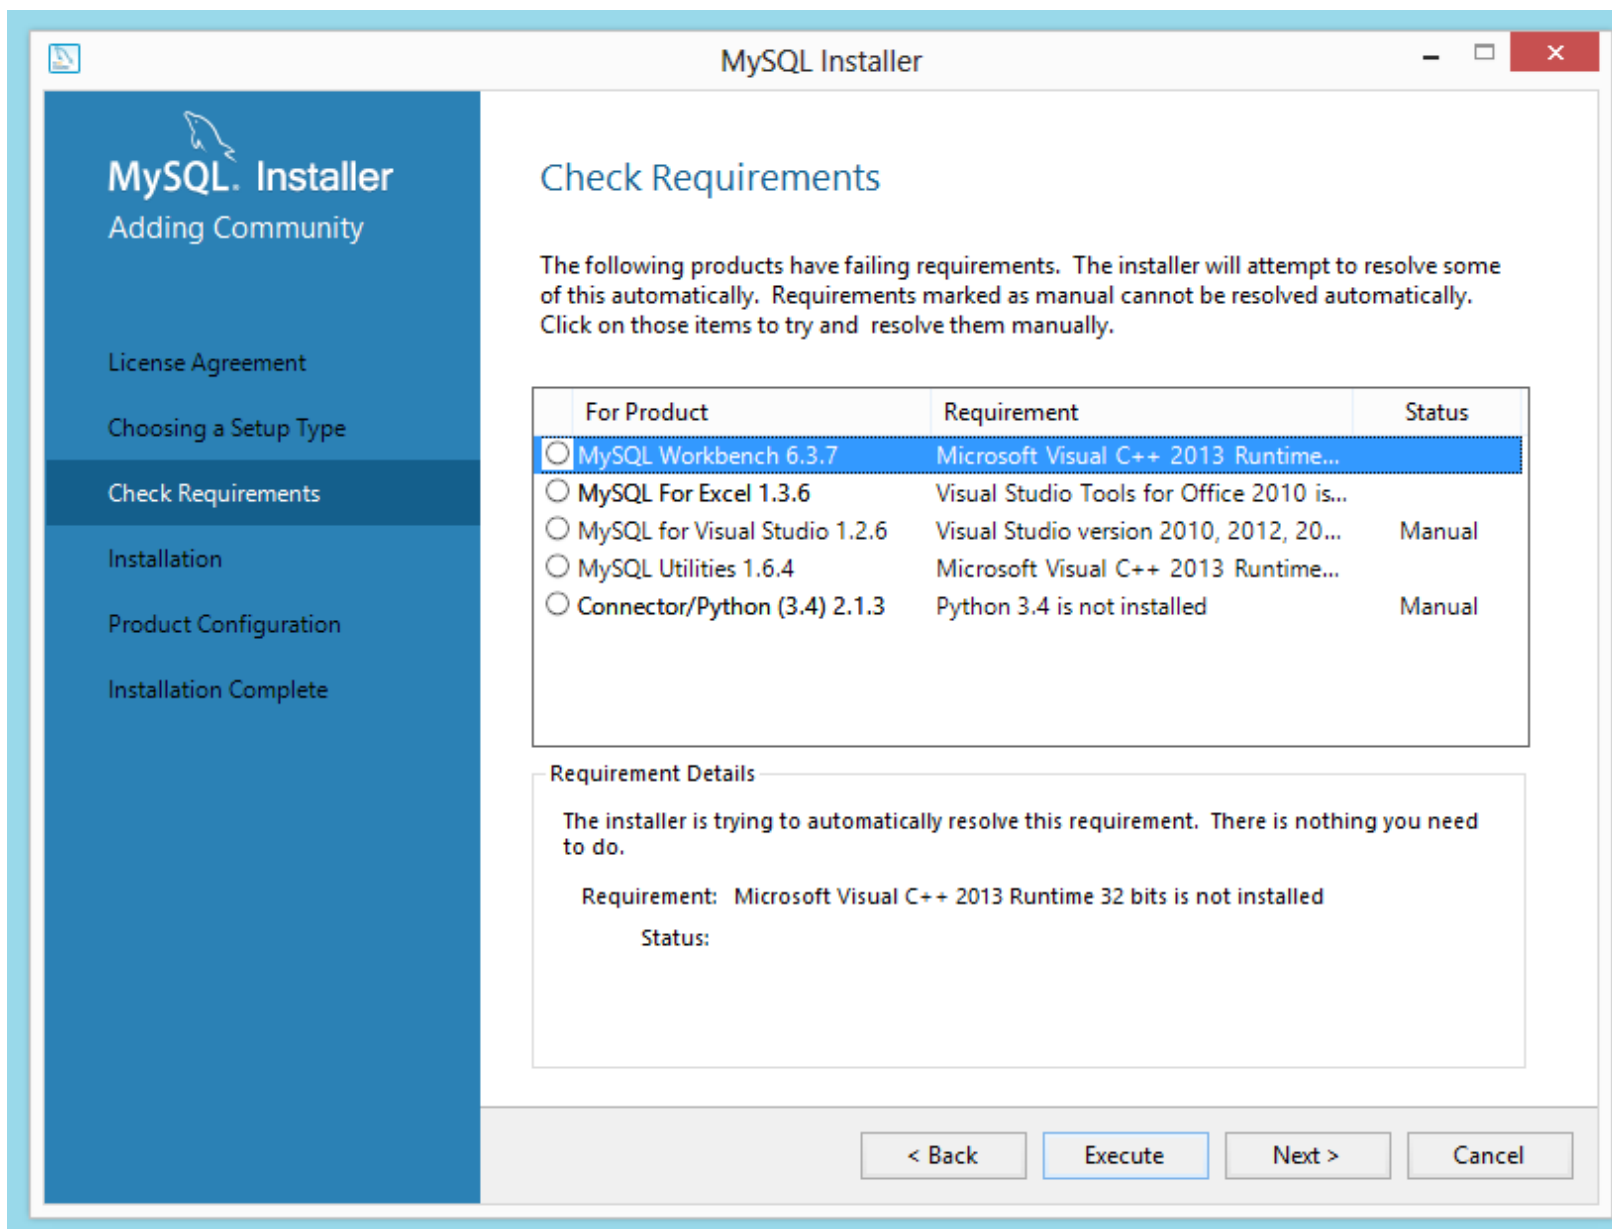 MySQL Installer
MySQL. Installer
Adding Community
License Agreement
Choosing a Setup Type
Check Requirements
Installation
Product Configuration
Installation Complete
Check Requirements
The following products have failing requirements.  The installer will attempt to resolve some
of this automatically.  Requirements marked as manual cannot be resolved automatically.
Click on those items to try and  resolve them manually.
For Product Requirement Status
MySQL Workbench 6.3.7 Microsoft Visual C++ 2013 Runtime...
MySQL For Excel 1.3.6 Visual Studio Tools for Office 2010 is...
MySQL for Visual Studio 1.2.6 Visual Studio version 2010, 2012, 20... Manual
MySQL Utilities 1.6.4 Microsoft Visual C++ 2013 Runtime...
Connector/Python (3.4) 2.1.3 Python 3.4 is not installed Manual
Requirement Details
The installer is trying to automatically resolve this requirement.  There is nothing you need
to do.
Requirement: Microsoft Visual C++ 2013 Runtime 32 bits is not installed
Status:
< Back Execute Next > Cancel